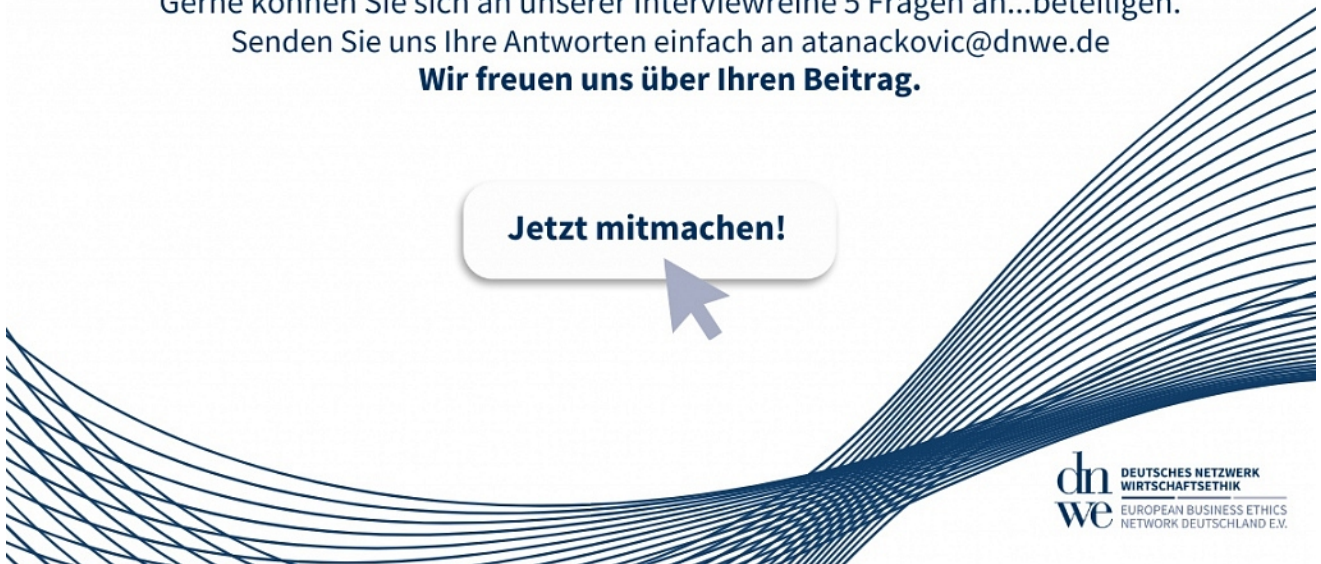 Gerne können Sie sich an unserer Interviewreihe 5 Fragen an...beteiligen.
Senden Sie uns Ihre Antworten einfach an atanackovic@dnwe.de
Wir freuen uns über Ihren Beitrag.
Jetzt mitmachen!
dn
we
DEUTSCHES NETZWERK
WIRTSCHAFTSETHIK
EUROPEAN BUSINESS ETHICS
NETWORK DEUTSCHLAND E.V.